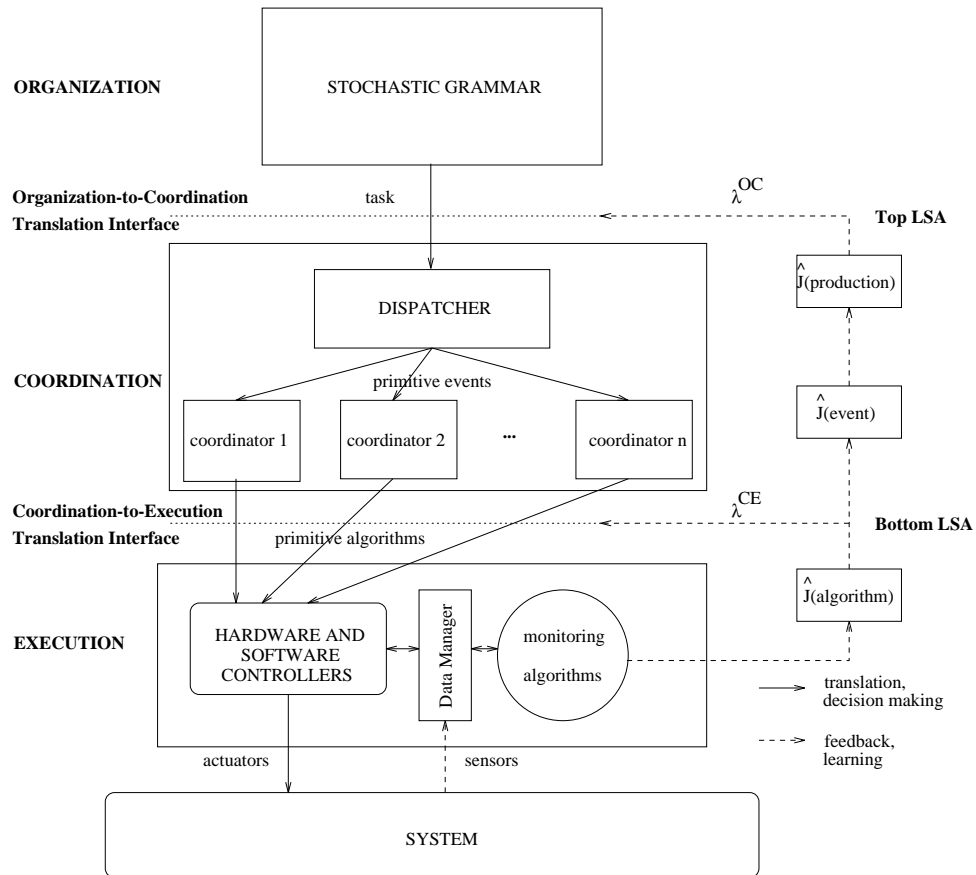 ORGANIZATION
STOCHASTIC GRAMMAR
Organization-to-Coordination
Translation Interface
task
λ^OC
Top LSA
Ĵ(production)
DISPATCHER
COORDINATION
primitive events
Ĵ(event)
coordinator 1
coordinator 2
...
coordinator n
Coordination-to-Execution
Translation Interface
primitive algorithms
λ^CE
Bottom LSA
Ĵ(algorithm)
EXECUTION
HARDWARE AND
SOFTWARE
CONTROLLERS
Data Manager
monitoring
algorithms
translation,
decision making
feedback,
learning
actuators
sensors
SYSTEM